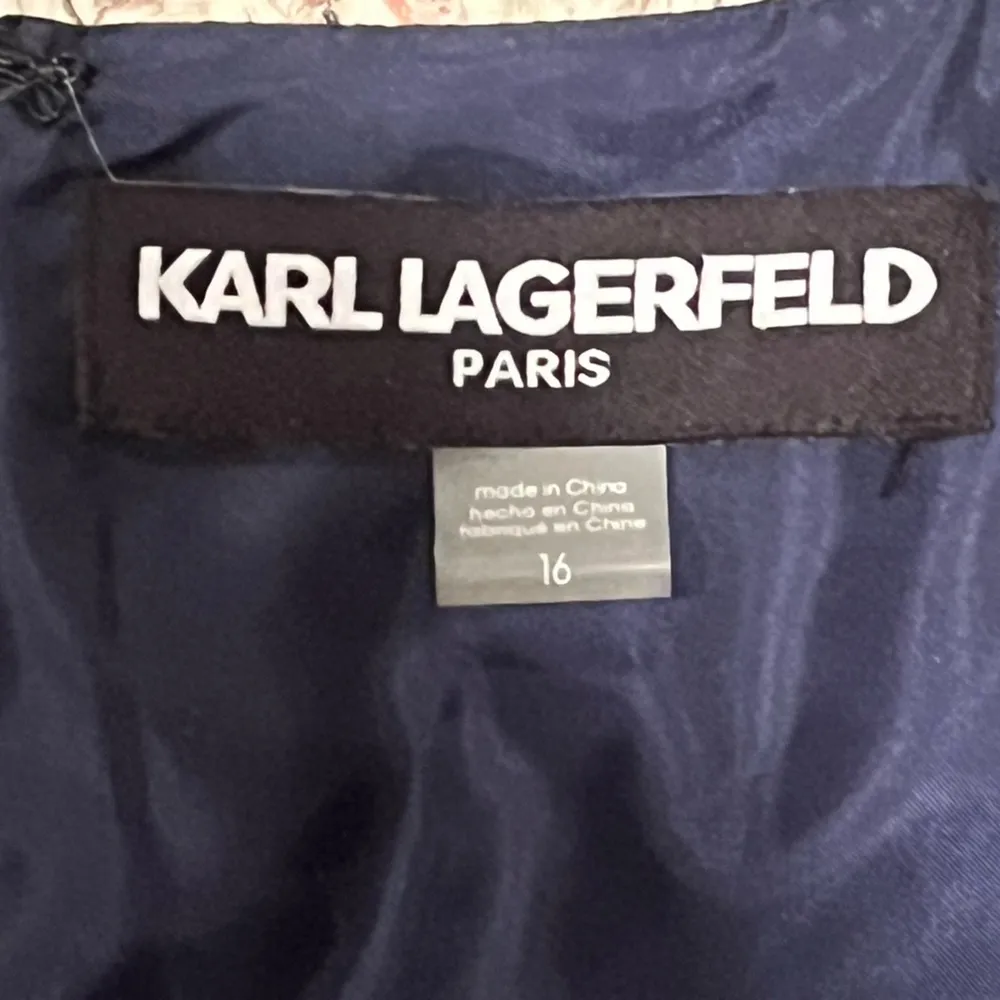 KARL LAGERFELD
PARIS
made in China
hecho en China
fabriqué en Chine
16